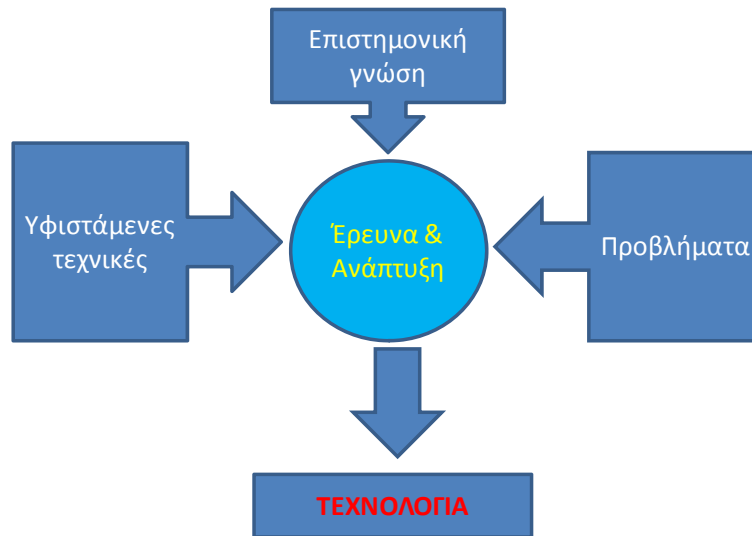 Επιστημονική
γνώση
Υφιστάμενες
τεχνικές
Έρευνα &
Ανάπτυξη
Προβλήματα
ΤΕΧΝΟΛΟΓΙΑ